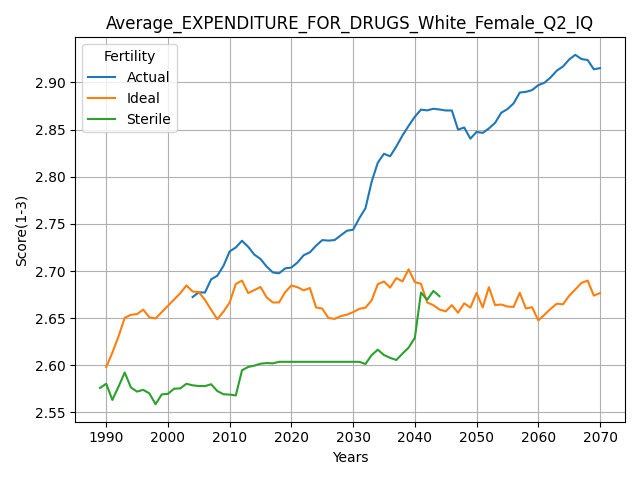 Average_EXPENDITURE_FOR_DRUGS_White_Female_Q2_IQ
Fertility
Actual
Ideal
Sterile
Score(1-3)
2.90
2.85
2.80
2.75
2.70
2.65
2.60
2.55
1990 2000 2010 2020 2030 2040 2050 2060 2070
Years